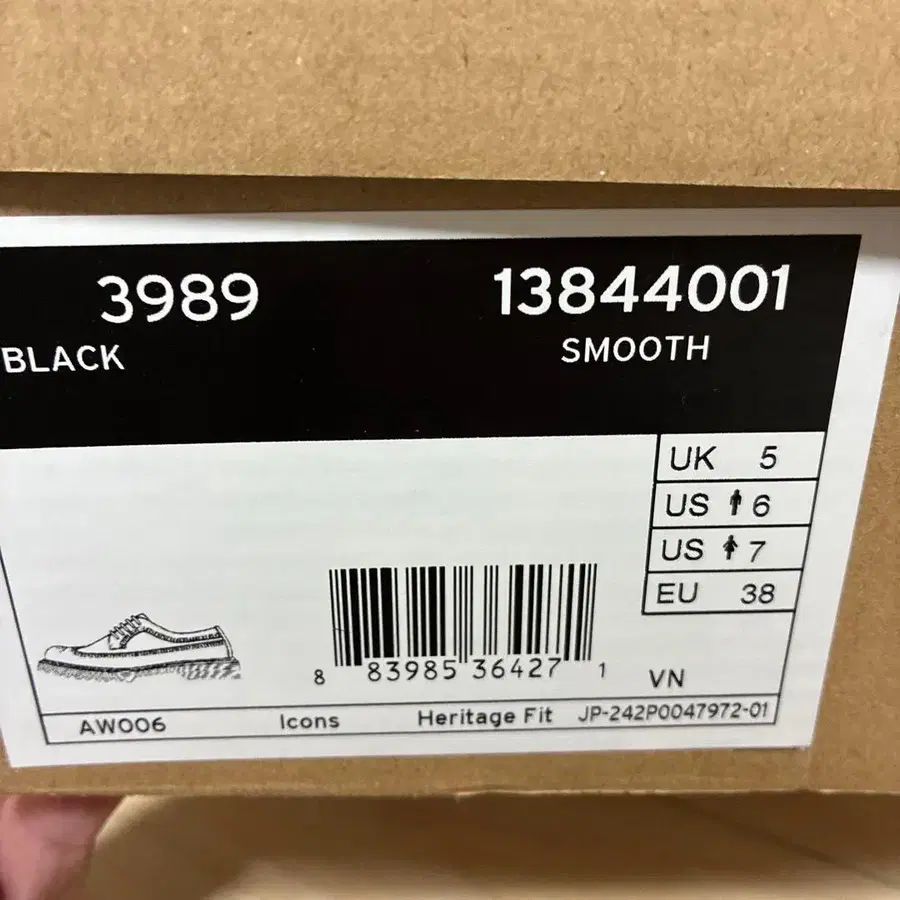 3989 13844001
BLACK SMOOTH
UK 5
US 6
US 7
EU 38
8 83985 36427 1 VN
AW006 Icons Heritage Fit JP-242P0047972-01